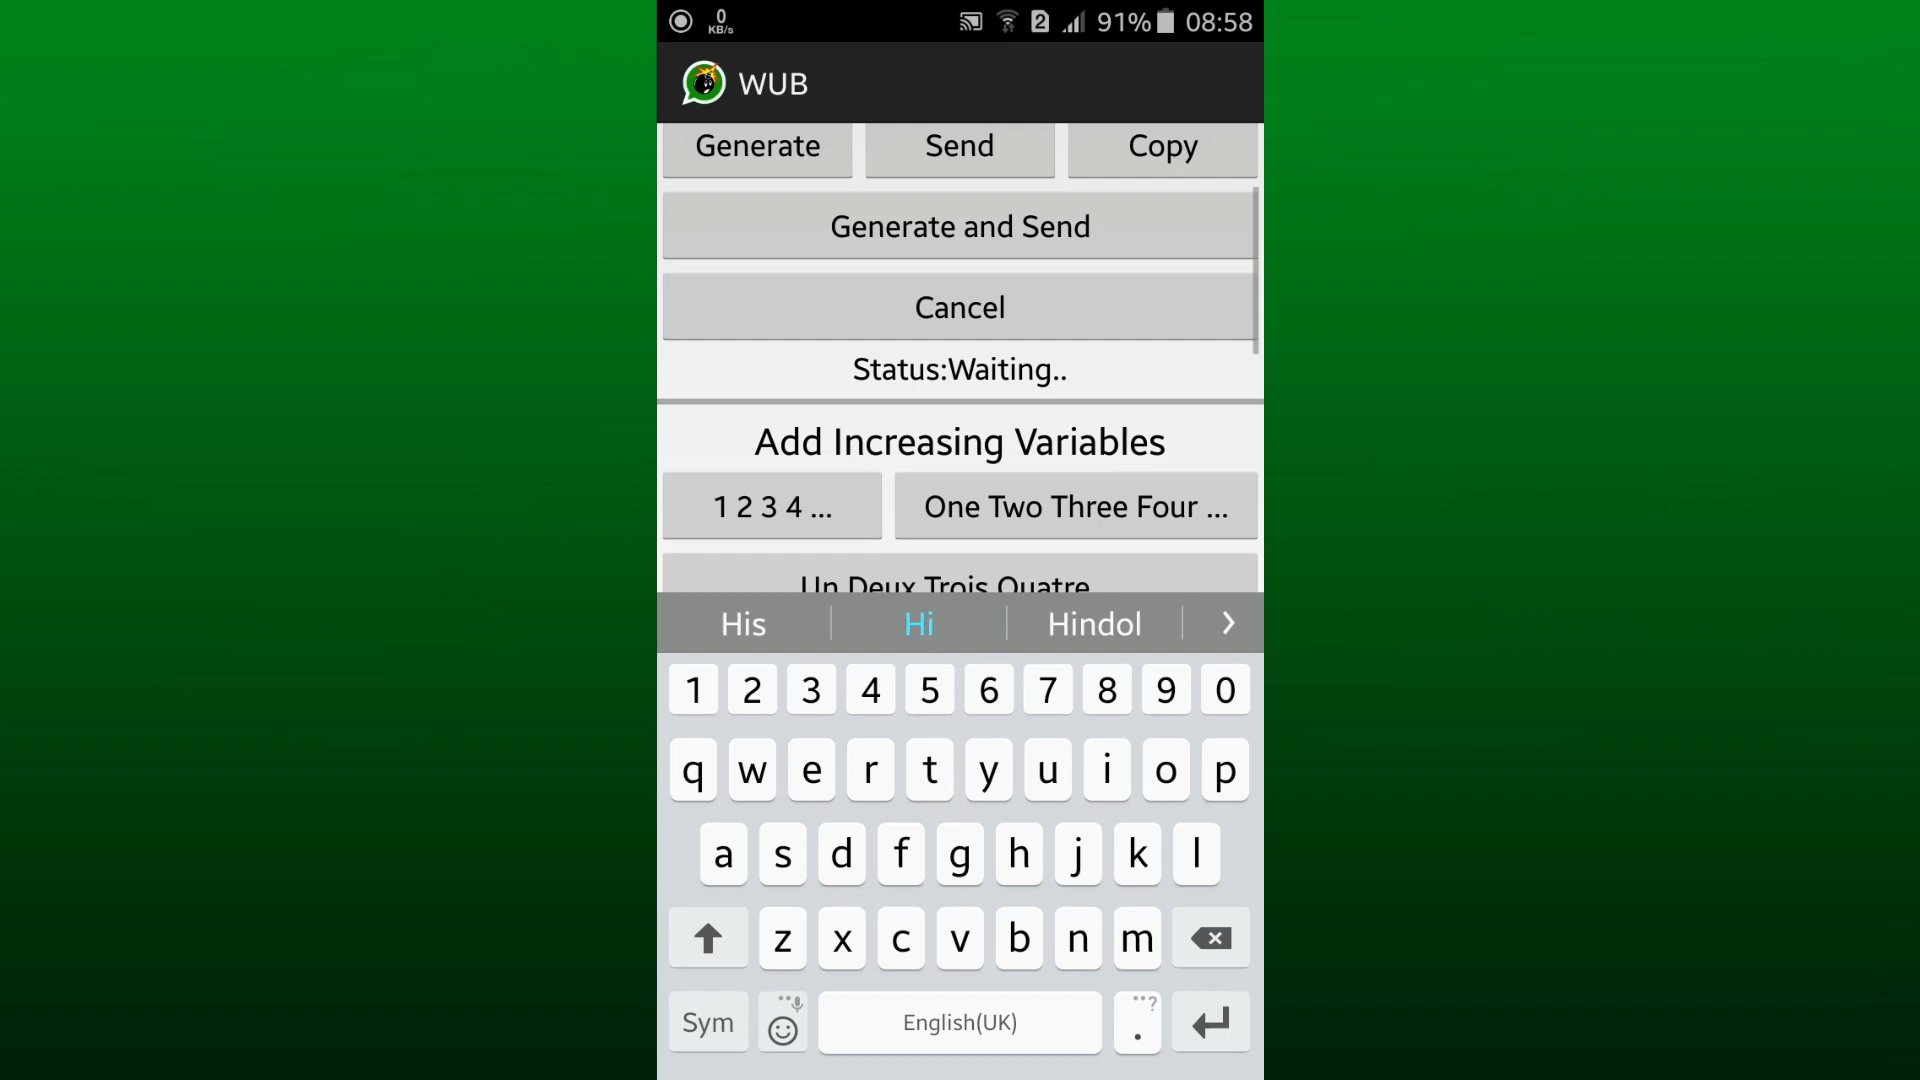 0 KB/s 2 91% 08:58
WUB
Generate Send Copy
Generate and Send
Cancel
Status:Waiting..
Add Increasing Variables
1 2 3 4 ... One Two Three Four ...
Un Deux Trois Quatre
His Hi Hindol >
1 2 3 4 5 6 7 8 9 0
q w e r t y u i o p
a s d f g h j k l
z x c v b n m
Sym English(UK) . ?